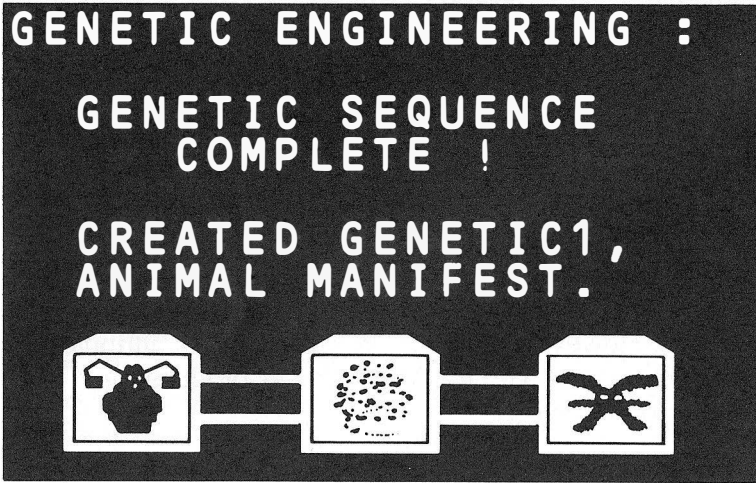 GENETIC ENGINEERING :
GENETIC SEQUENCE
COMPLETE !
CREATED GENETIC1,
ANIMAL MANIFEST.